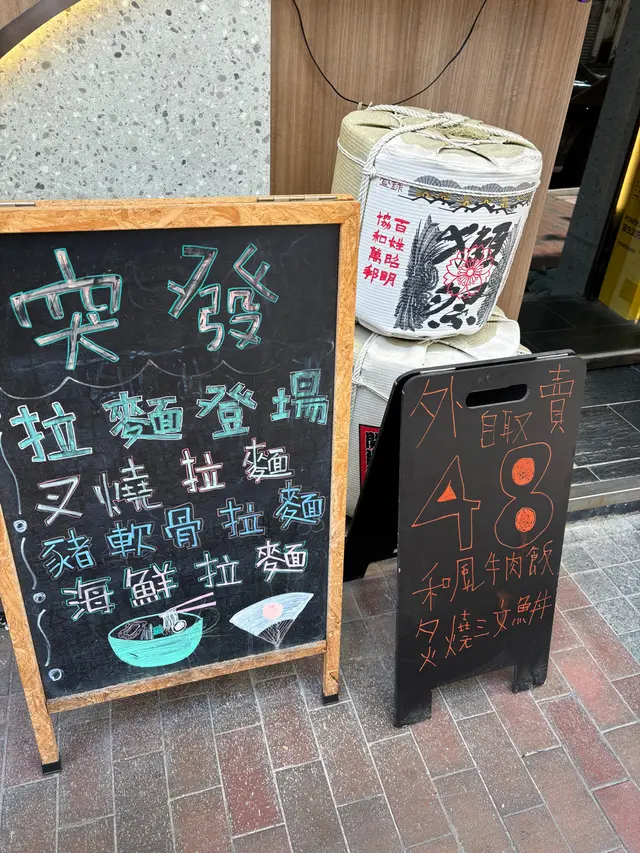 突發
拉麵登場
叉燒拉麵
豬軟骨拉麵
海鮮拉麵
百姓昭明
協和萬邦
外賣
自取
48
和風牛肉飯
火燒三文魚丼